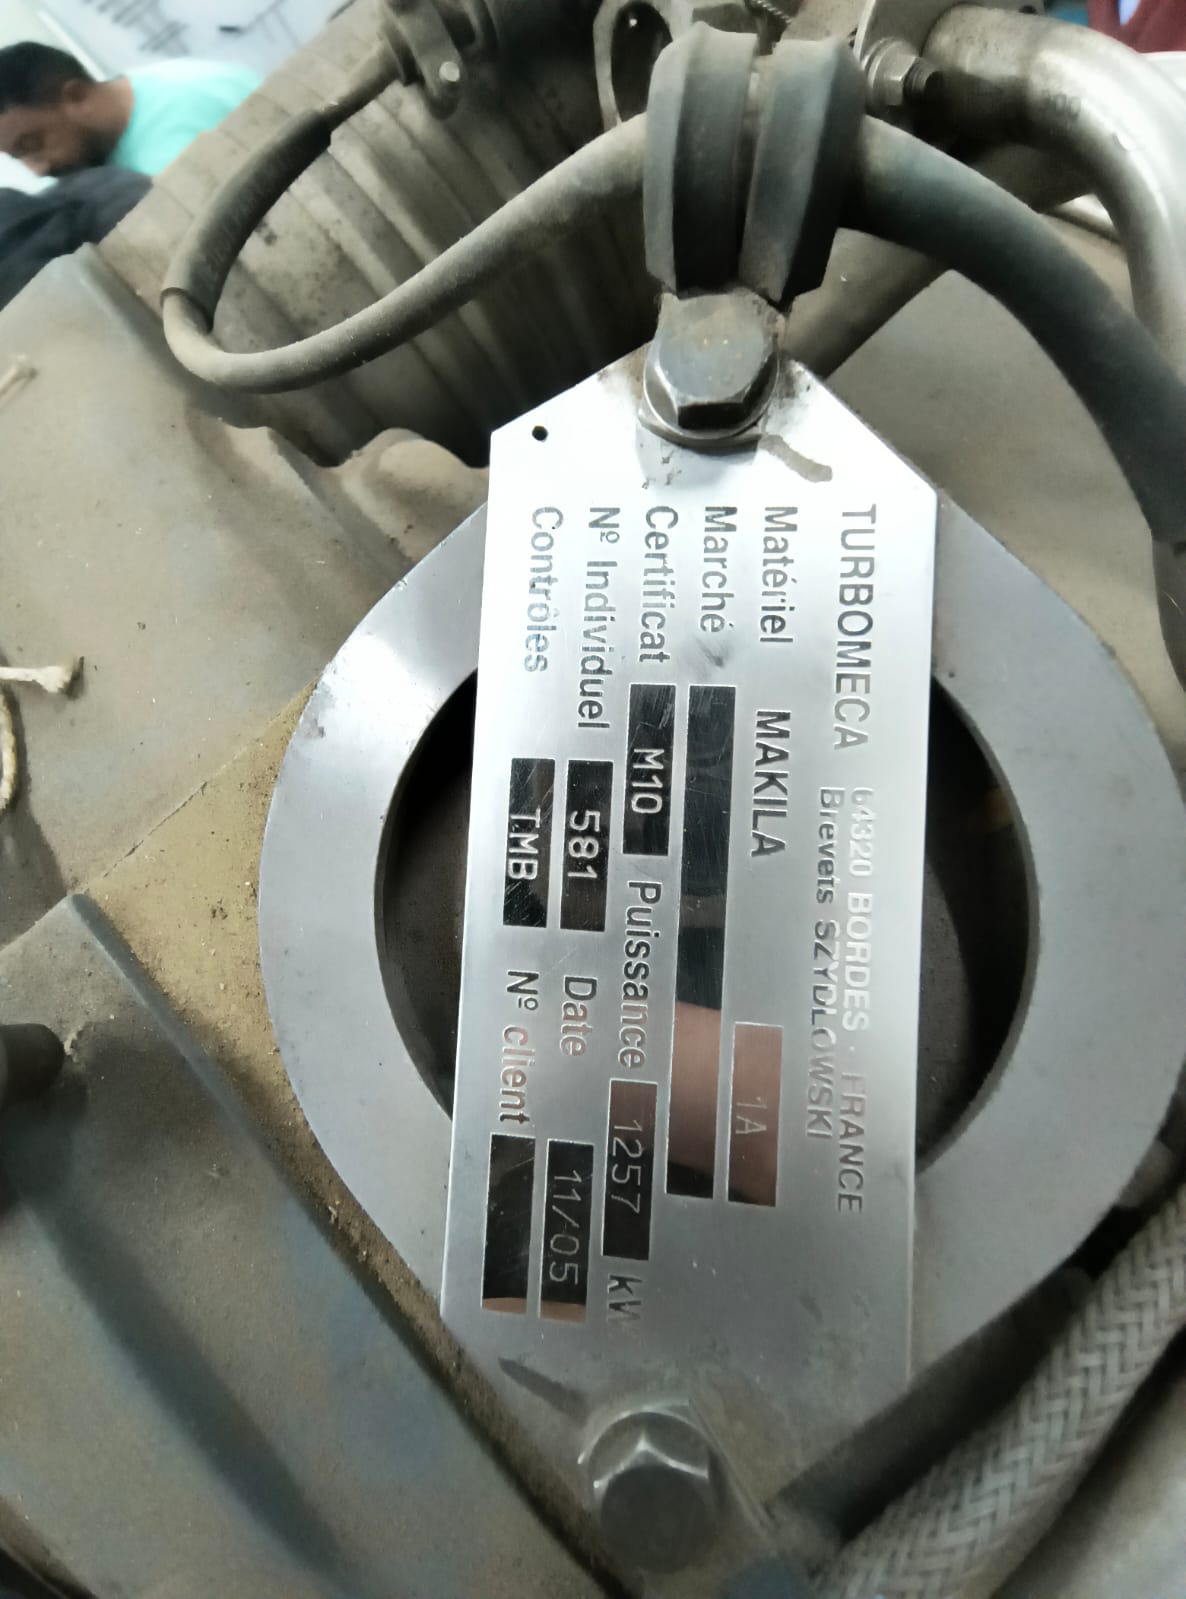 TURBOMECA 64320 BORDES · FRANCE
Brevets SZYDLOWSKI
Matériel MAKILA 1A
Marché
Certificat M10 Puissance 1257 kW
Nº Individuel 581 Date 11/05
Contrôles TMB Nº client